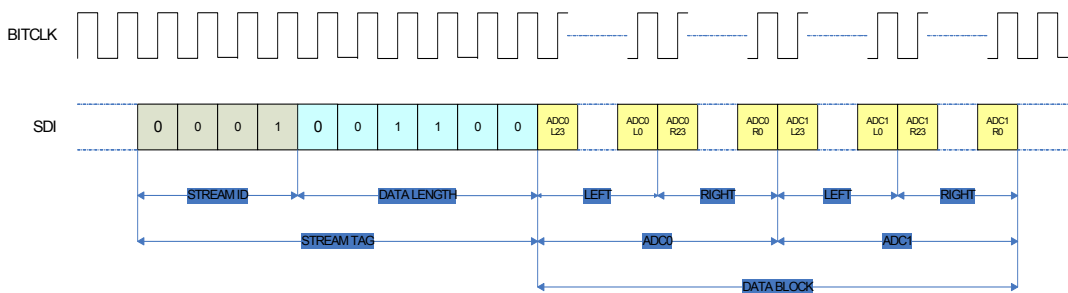 BITCLK
SDI
0 0 0 1 0 0 1 1 0 0 ADC0 ADC0 ADC0 ADC0 ADC1 ADC1 ADC1 ADC1
L23 L0 R23 R0 L23 L0 R23 R0
STREAM ID DATA LENGTH LEFT RIGHT LEFT RIGHT
STREAM TAG ADC0 ADC1
DATA BLOCK